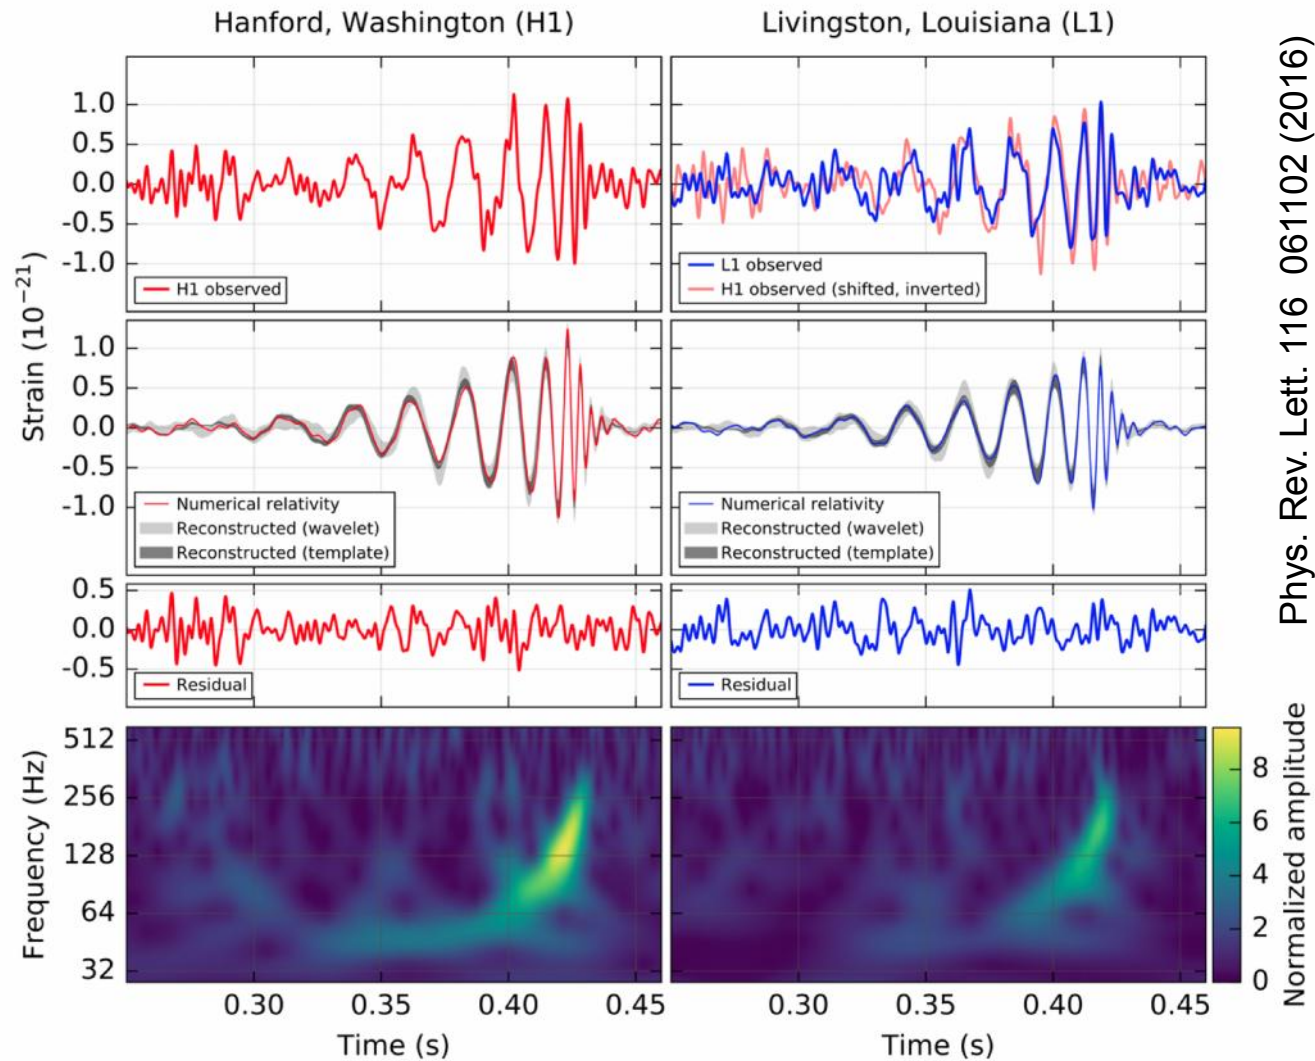 Hanford, Washington (H1)
Livingston, Louisiana (L1)
Strain (10⁻²¹)
1.0
0.5
0.0
-0.5
-1.0
H1 observed
L1 observed
H1 observed (shifted, inverted)
1.0
0.5
0.0
-0.5
-1.0
Numerical relativity
Reconstructed (wavelet)
Reconstructed (template)
Numerical relativity
Reconstructed (wavelet)
Reconstructed (template)
0.5
0.0
-0.5
Residual
Residual
Frequency (Hz)
512
256
128
64
32
0.30 0.35 0.40 0.45
Time (s)
0.30 0.35 0.40 0.45
Time (s)
8
6
4
2
0
Normalized amplitude
Phys. Rev. Lett. 116 061102 (2016)